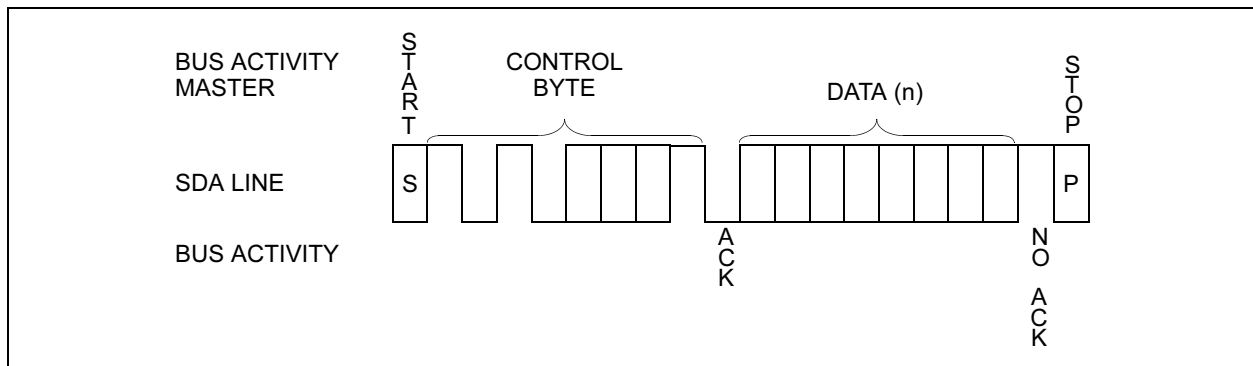 BUS ACTIVITY
MASTER
START
CONTROL
BYTE
DATA (n)
STOP
SDA LINE
S
P
BUS ACTIVITY
ACK
NO ACK